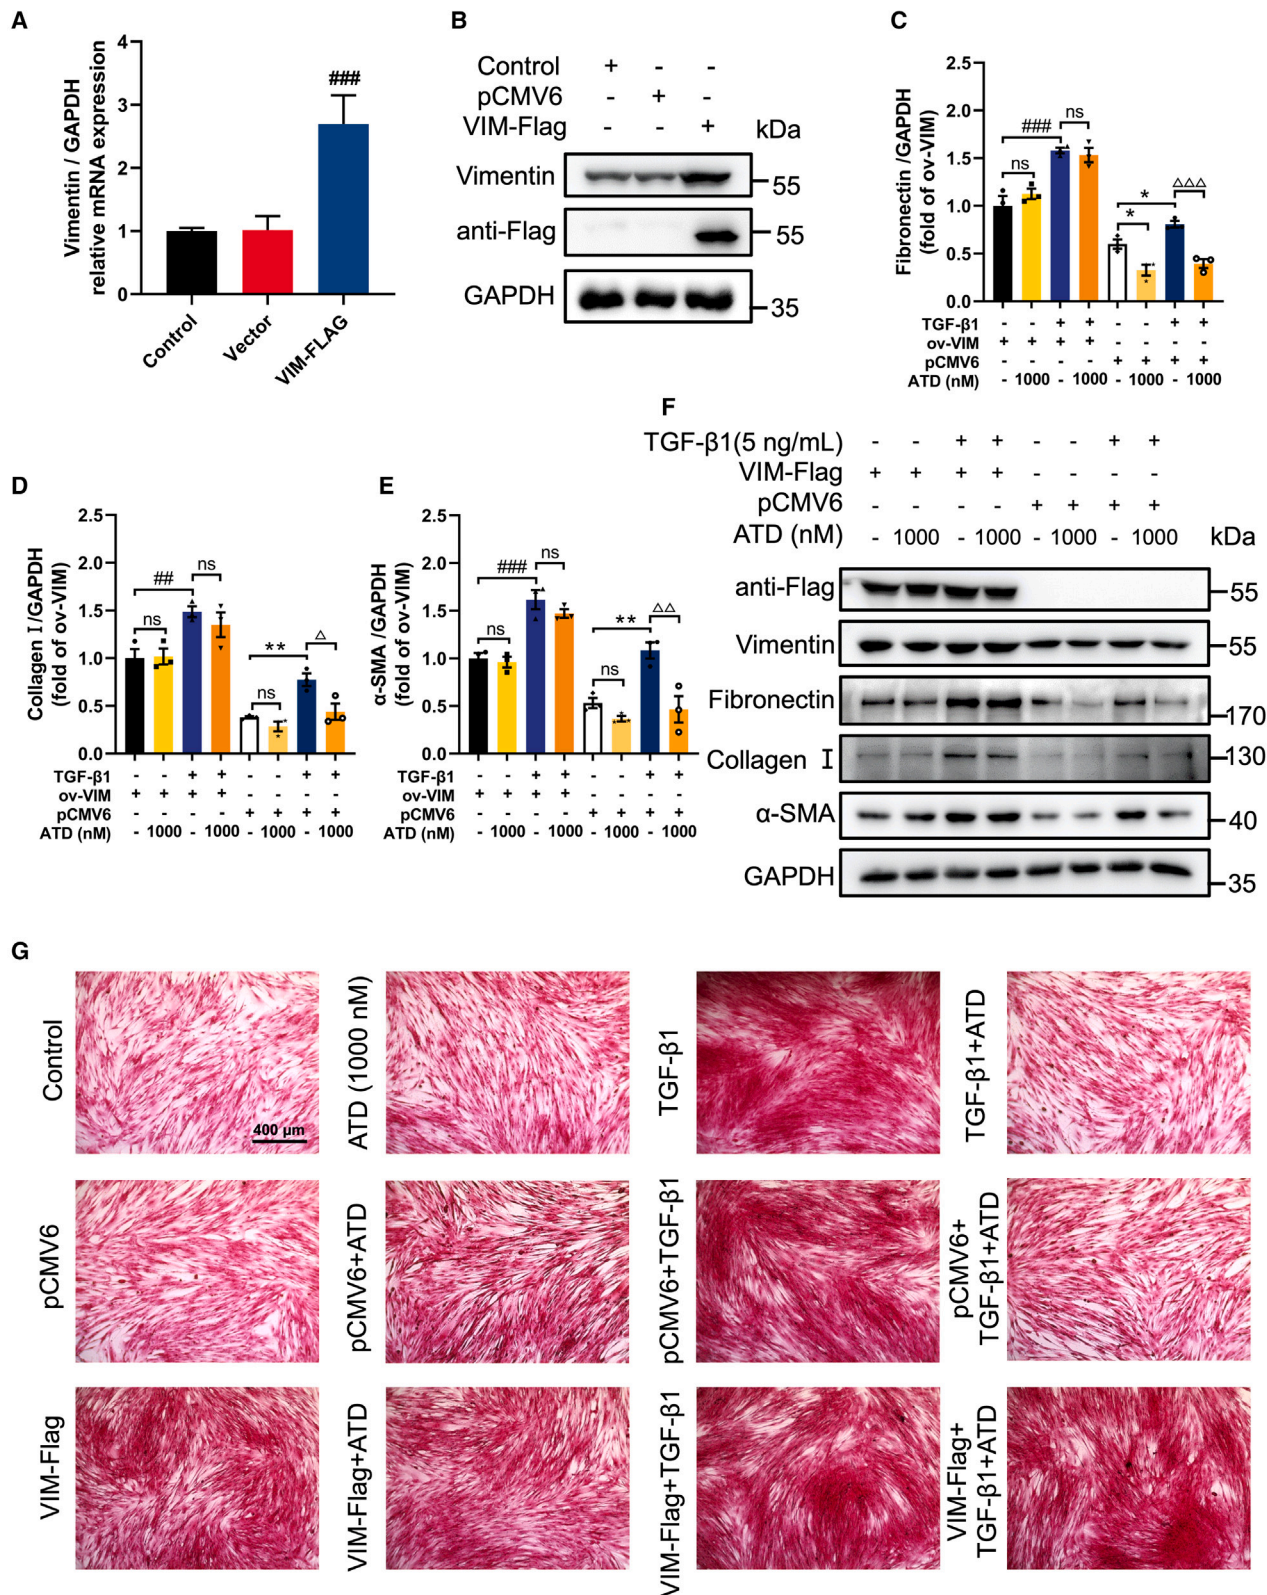 A
Vimentin / GAPDH
relative mRNA expression
4
3
2
1
0
###
Control
Vector
VIM-FLAG
B
Control + - -
pCMV6 - + -
VIM-Flag - - +
kDa
Vimentin
55
anti-Flag
55
GAPDH
35
C
Fibronectin /GAPDH
(fold of ov-VIM)
2.5
2.0
1.5
1.0
0.5
0.0
ns
###
ns
*
*
△△△
TGF-β1 - - + + - - + +
ov-VIM + + + + - - - -
pCMV6 - - - - + + + +
ATD (nM) - 1000 - 1000 - 1000 - 1000
D
Collagen I /GAPDH
(fold of ov-VIM)
2.5
2.0
1.5
1.0
0.5
0.0
ns
##
ns
ns
**
△
TGF-β1 - - + + - - + +
ov-VIM + + + + - - - -
pCMV6 - - - - + + + +
ATD (nM) - 1000 - 1000 - 1000 - 1000
E
α-SMA /GAPDH
(fold of ov-VIM)
2.5
2.0
1.5
1.0
0.5
0.0
ns
###
ns
ns
**
△△
TGF-β1 - - + + - - + +
ov-VIM + + + + - - - -
pCMV6 - - - - + + + +
ATD (nM) - 1000 - 1000 - 1000 - 1000
F
TGF-β1(5 ng/mL) - - + + - - + +
VIM-Flag + + + + - - - -
pCMV6 - - - - + + + +
ATD (nM) - 1000 - 1000 - 1000 - 1000
kDa
anti-Flag
55
Vimentin
55
Fibronectin
170
Collagen I
130
α-SMA
40
GAPDH
35
G
Control
400 μm
ATD (1000 nM)
TGF-β1
TGF-β1+ATD
pCMV6
pCMV6+ATD
pCMV6+TGF-β1
pCMV6+
TGF-β1+ATD
VIM-Flag
VIM-Flag+ATD
VIM-Flag+TGF-β1
VIM-Flag+
TGF-β1+ATD